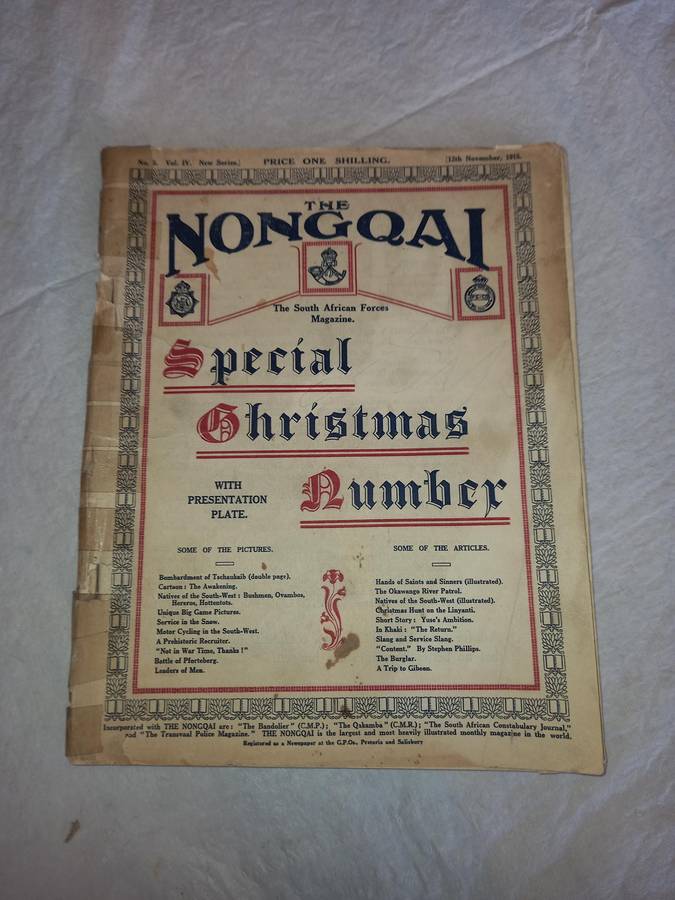 No. 5. Vol. IV. New Series.] PRICE ONE SHILLING. [15th November, 1915.
THE
NONGQAI
The South African Forces
Magazine.
Special
Christmas
Number
WITH
PRESENTATION
PLATE.
SOME OF THE PICTURES.
Bombardment of Tschaukaib (double page).
Cartoon : The Awakening.
Natives of the South-West : Bushmen, Ovambos,
Hereros, Hottentots.
Unique Big Game Pictures.
Service in the Snow.
Motor Cycling in the South-West.
A Prehistoric Recruiter.
"Not in War Time, Thanks !"
Battle of Pforteberg.
Leaders of Men.
SOME OF THE ARTICLES.
Hands of Saints and Sinners (illustrated).
The Okawango River Patrol.
Natives of the South-West (illustrated).
Christmas Hunt on the Linyanti.
Short Story : Yuse's Ambition.
In Khaki : "The Return."
Slang and Service Slang.
"Content." By Stephen Phillips.
The Burglar.
A Trip to Gibeon.
Incorporated with THE NONGQAI are: "The Bandolier" (C.M.P.); "The Qakamba" (C.M.R.); "The South African Constabulary Journal,"
and "The Transvaal Police Magazine." THE NONGQAI is the largest and most heavily illustrated monthly magazine in the world.
Registered as a Newspaper at the G.P.Os., Pretoria and Salisbury